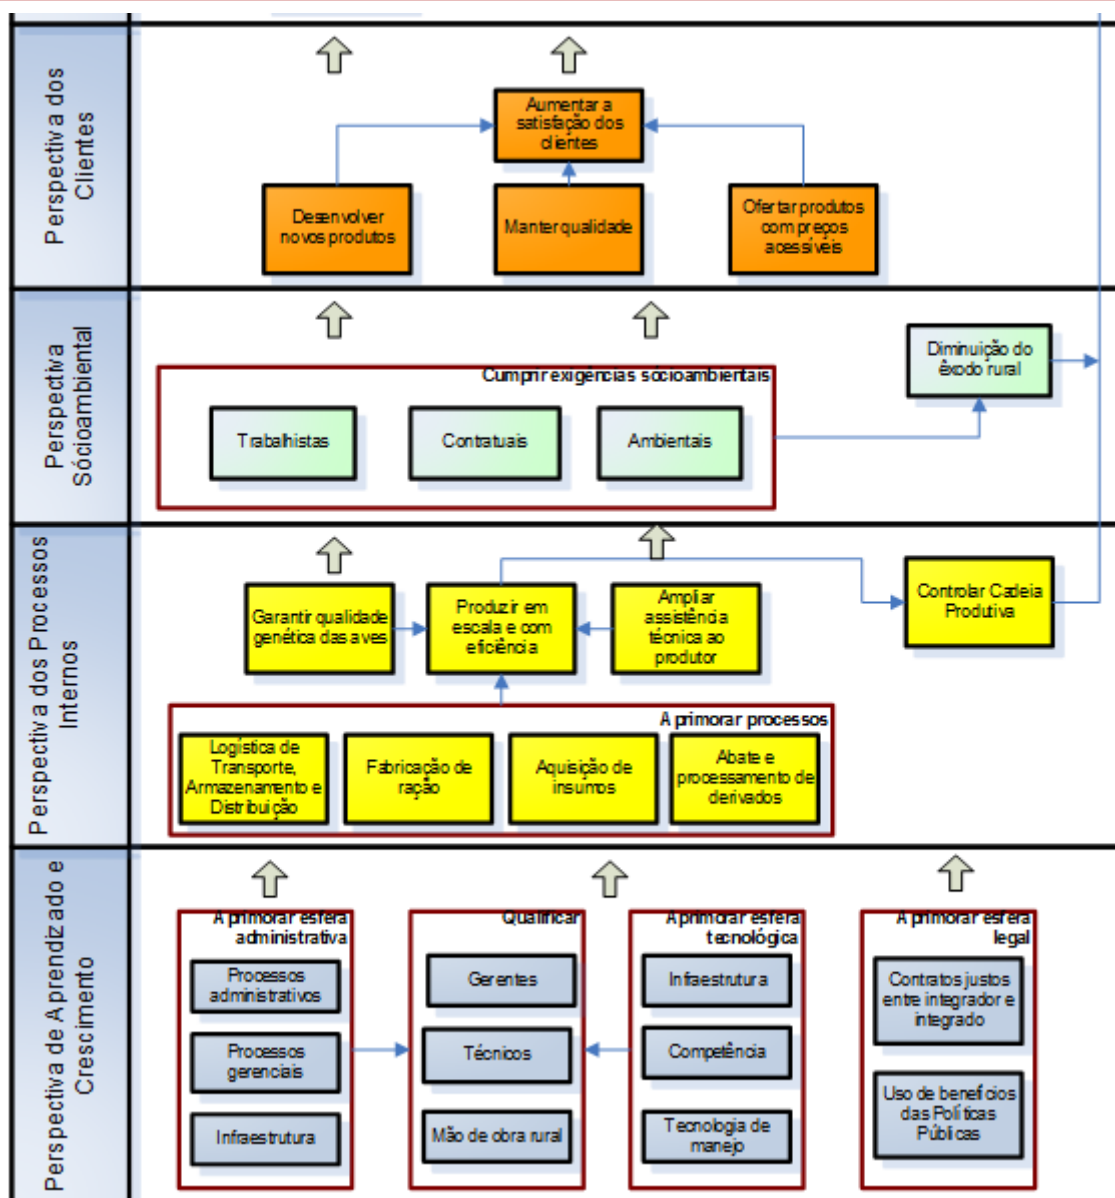 Perspectiva dos
Clientes
Aumentar a
satisfação dos
clientes
Desenvolver
novos produtos
Manter qualidade
Ofertar produtos
com preços
acessíveis
Perspectiva
Sócioambiental
Cumprir exigências sócioambientais
Trabalhistas
Contratuais
Ambientais
Diminuição do
êxodo rural
Perspectiva dos Processos
Internos
Garantir qualidade
genética das aves
Produzir em
escala e com
eficiência
Ampliar
assistência
técnica ao
produtor
Controlar Cadeia
Produtiva
Aprimorar processos
Logística de
Transporte,
Armazenamento e
Distribuição
Fabricação de
ração
Aquisição de
insumos
Abate e
processamento de
derivados
Perspectiva de Aprendizado e
Crescimento
Aprimorar esfera
administrativa
Processos
administrativos
Processos
gerenciais
Infraestrutura
Qualificar
Gerentes
Técnicos
Mão de obra rural
Aprimorar esfera
tecnológica
Infraestrutura
Competência
Tecnologia de
manejo
Aprimorar esfera
legal
Contratos justos
entre integrador e
integrado
Uso de benefícios
das Políticas
Públicas